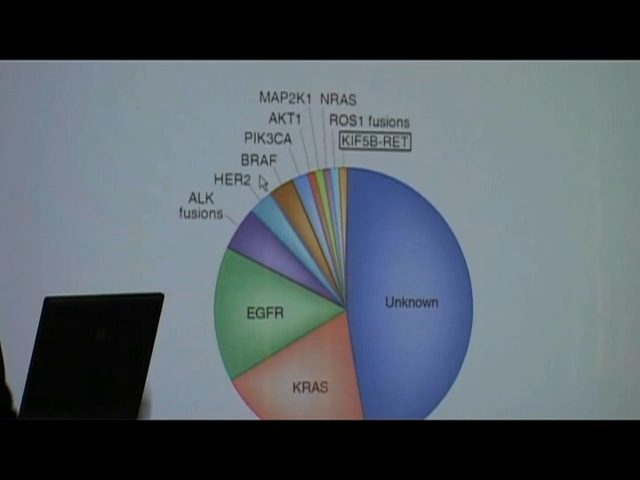 MAP2K1 NRAS
AKT1 ROS1 fusions
PIK3CA KIF5B-RET
BRAF
HER2
ALK
fusions
Unknown
EGFR
KRAS